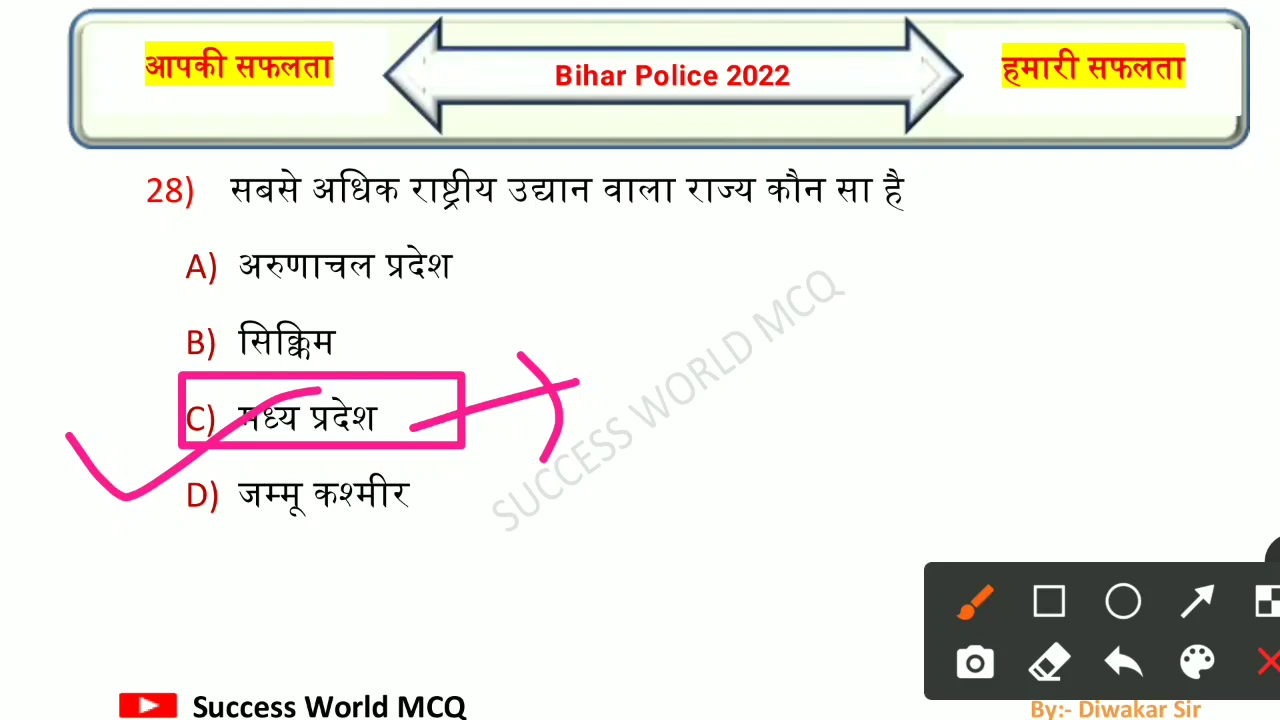 आपकी सफलता
Bihar Police 2022
हमारी सफलता
28) सबसे अधिक राष्ट्रीय उद्यान वाला राज्य कौन सा है
A) अरुणाचल प्रदेश
B) सिक्किम
C) मध्य प्रदेश
D) जम्मू कश्मीर
SUCCESS WORLD MCQ
Success World MCQ
By:- Diwakar Sir